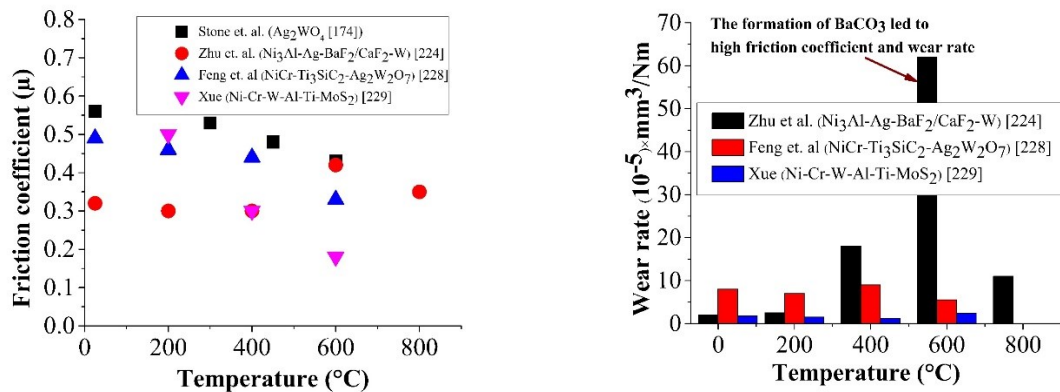 0.8
0.7
0.6
0.5
0.4
0.3
0.2
0.1
0.0
Friction coefficient (μ)
Stone et. al (Ag₂WO₄ [174])
Zhu et. al (Ni₃Al-Ag-BaF₂/CaF₂-W) [224]
Feng et. al (NiCr-Ti₃SiC₂-Ag₂W₂O₇) [228]
Xue (Ni-Cr-W-Al-Ti-MoS₂) [229]
0 200 400 600 800
Temperature (°C)
The formation of BaCO3 led to
high friction coefficient and wear rate
70
60
50
40
30
20
10
0
Wear rate (10⁻⁵)×mm³/Nm
Zhu et al. (Ni₃Al-Ag-BaF₂/CaF₂-W) [224]
Feng et. al (NiCr-Ti₃SiC₂-Ag₂W₂O₇) [228]
Xue (Ni-Cr-W-Al-Ti-MoS₂) [229]
0 200 400 600 800
Temperature (°C)